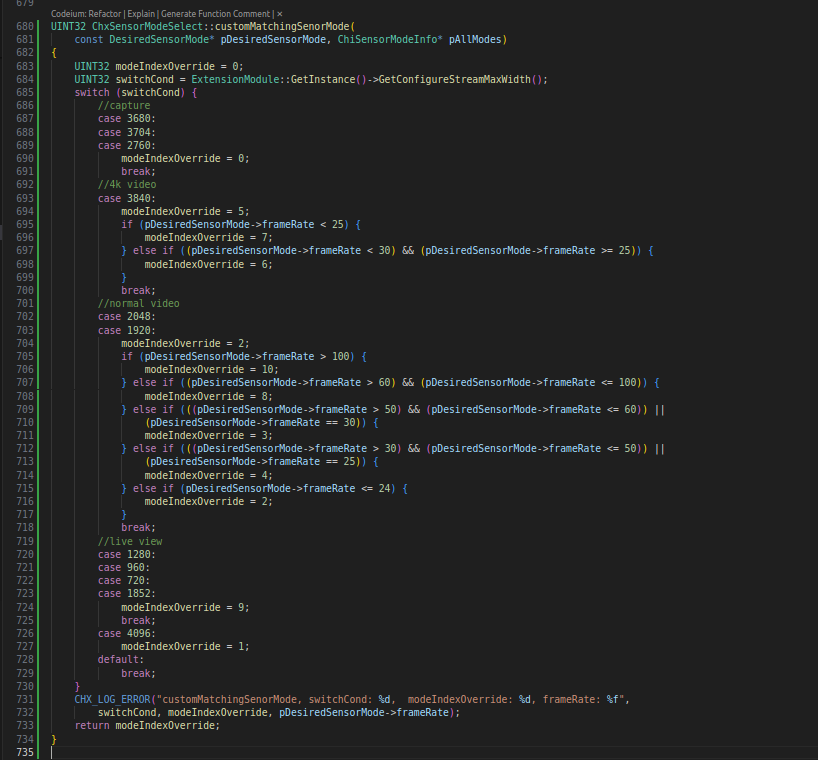 679
Codeium: Refactor | Explain | Generate Function Comment | ×
680 UINT32 ChxSensorModeSelect::customMatchingSenorMode(
681     const DesiredSensorMode* pDesiredSensorMode, ChiSensorModeInfo* pAllModes)
682 {
683     UINT32 modeIndexOverride = 0;
684     UINT32 switchCond = ExtensionModule::GetInstance()->GetConfigureStreamMaxWidth();
685     switch (switchCond) {
686         //capture
687         case 3680:
688         case 3704:
689         case 2760:
690             modeIndexOverride = 0;
691             break;
692         //4k video
693         case 3840:
694             modeIndexOverride = 5;
695             if (pDesiredSensorMode->frameRate < 25) {
696                 modeIndexOverride = 7;
697             } else if ((pDesiredSensorMode->frameRate < 30) && (pDesiredSensorMode->frameRate >= 25)) {
698                 modeIndexOverride = 6;
699             }
700             break;
701         //normal video
702         case 2048:
703         case 1920:
704             modeIndexOverride = 2;
705             if (pDesiredSensorMode->frameRate > 100) {
706                 modeIndexOverride = 10;
707             } else if ((pDesiredSensorMode->frameRate > 60) && (pDesiredSensorMode->frameRate <= 100)) {
708                 modeIndexOverride = 8;
709             } else if (((pDesiredSensorMode->frameRate > 50) && (pDesiredSensorMode->frameRate <= 60)) ||
710                 (pDesiredSensorMode->frameRate == 30)) {
711                 modeIndexOverride = 3;
712             } else if (((pDesiredSensorMode->frameRate > 30) && (pDesiredSensorMode->frameRate <= 50)) ||
713                 (pDesiredSensorMode->frameRate == 25)) {
714                 modeIndexOverride = 4;
715             } else if (pDesiredSensorMode->frameRate <= 24) {
716                 modeIndexOverride = 2;
717             }
718             break;
719         //live view
720         case 1280:
721         case 960:
722         case 720:
723         case 1852:
724             modeIndexOverride = 9;
725             break;
726         case 4096:
727             modeIndexOverride = 1;
728         default:
729             break;
730     }
731     CHX_LOG_ERROR("customMatchingSenorMode, switchCond: %d,  modeIndexOverride: %d, frameRate: %f",
732         switchCond, modeIndexOverride, pDesiredSensorMode->frameRate);
733     return modeIndexOverride;
734 }
735